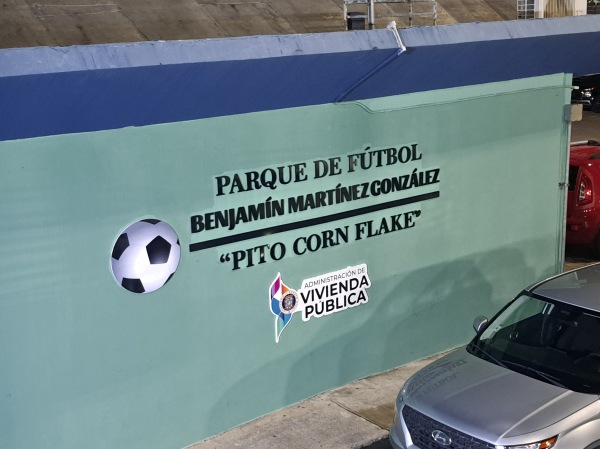 PARQUE DE FÚTBOL
BENJAMÍN MARTÍNEZ GONZÁLEZ
“PITO CORN FLAKE”
ADMINISTRACIÓN DE
VIVIENDA
PÚBLICA